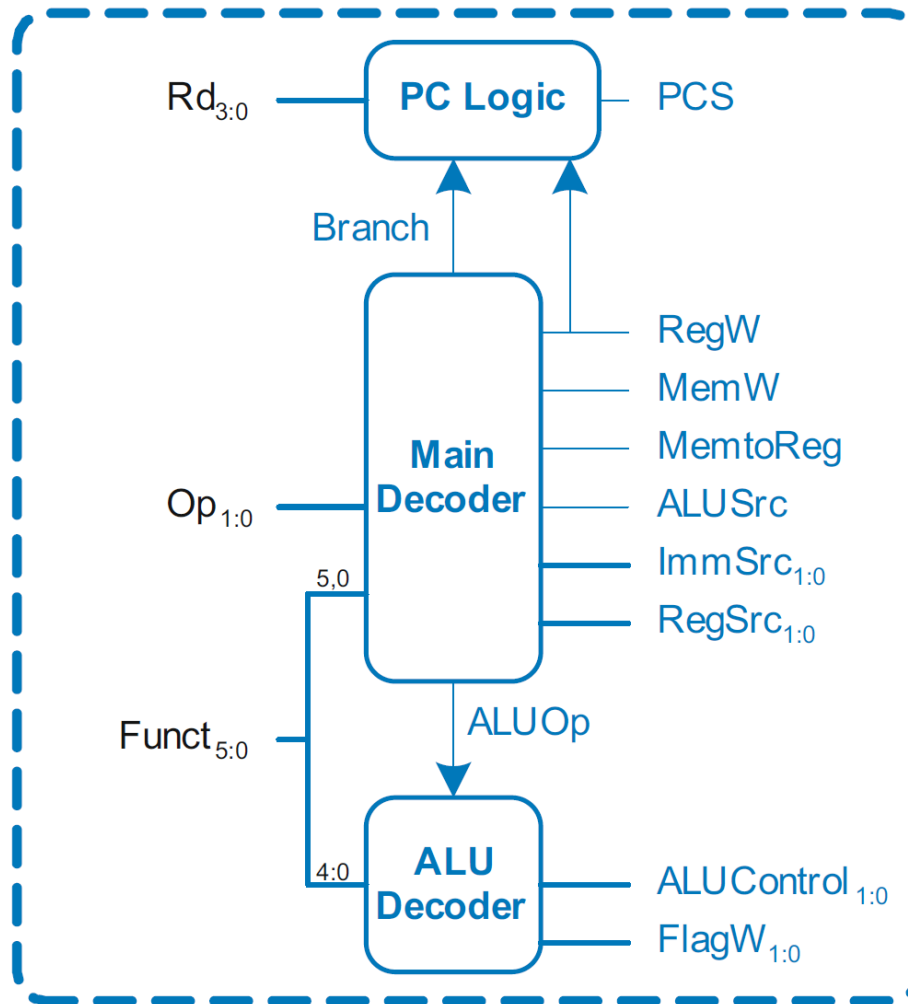 Rd3:0
PC Logic
PCS
Branch
RegW
MemW
MemtoReg
Main
Decoder
ALUSrc
Op1:0
ImmSrc1:0
5,0
RegSrc1:0
ALUOp
Funct5:0
4:0
ALU
Decoder
ALUControl1:0
FlagW1:0